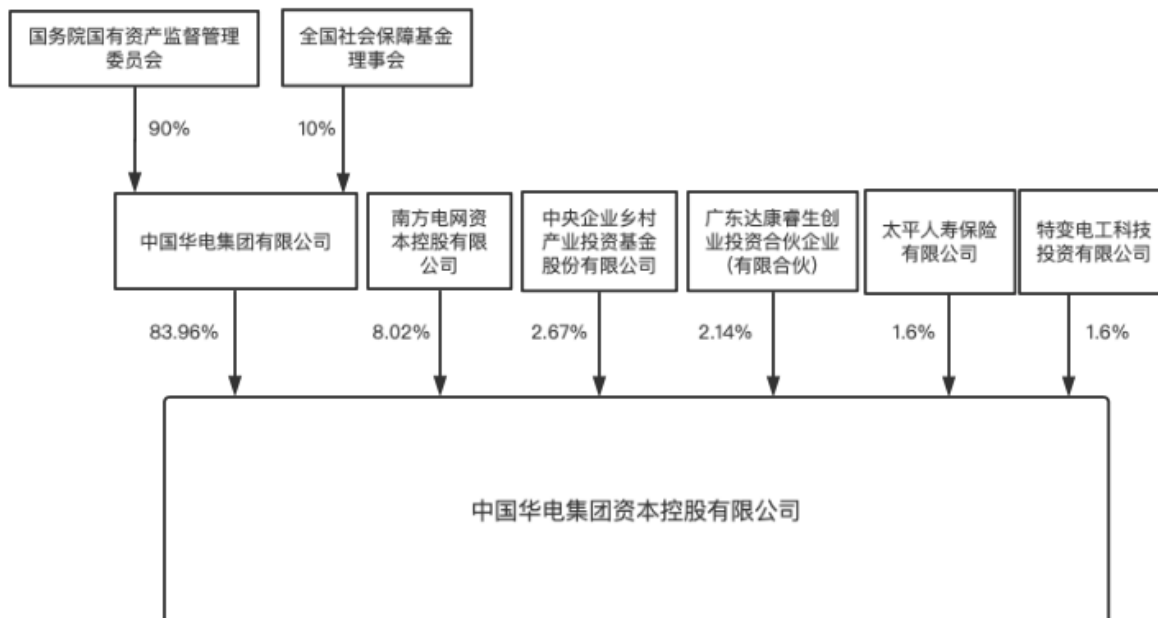 国务院国有资产监督管理
委员会
全国社会保障基金
理事会
90%
10%
中国华电集团有限公司
南方电网资
本控股有限
公司
中央企业乡村
产业投资基金
股份有限公司
广东达康睿生创
业投资合伙企业
（有限合伙）
太平人寿保险
有限公司
特变电工科技
投资有限公司
83.96%
8.02%
2.67%
2.14%
1.6%
1.6%
中国华电集团资本控股有限公司